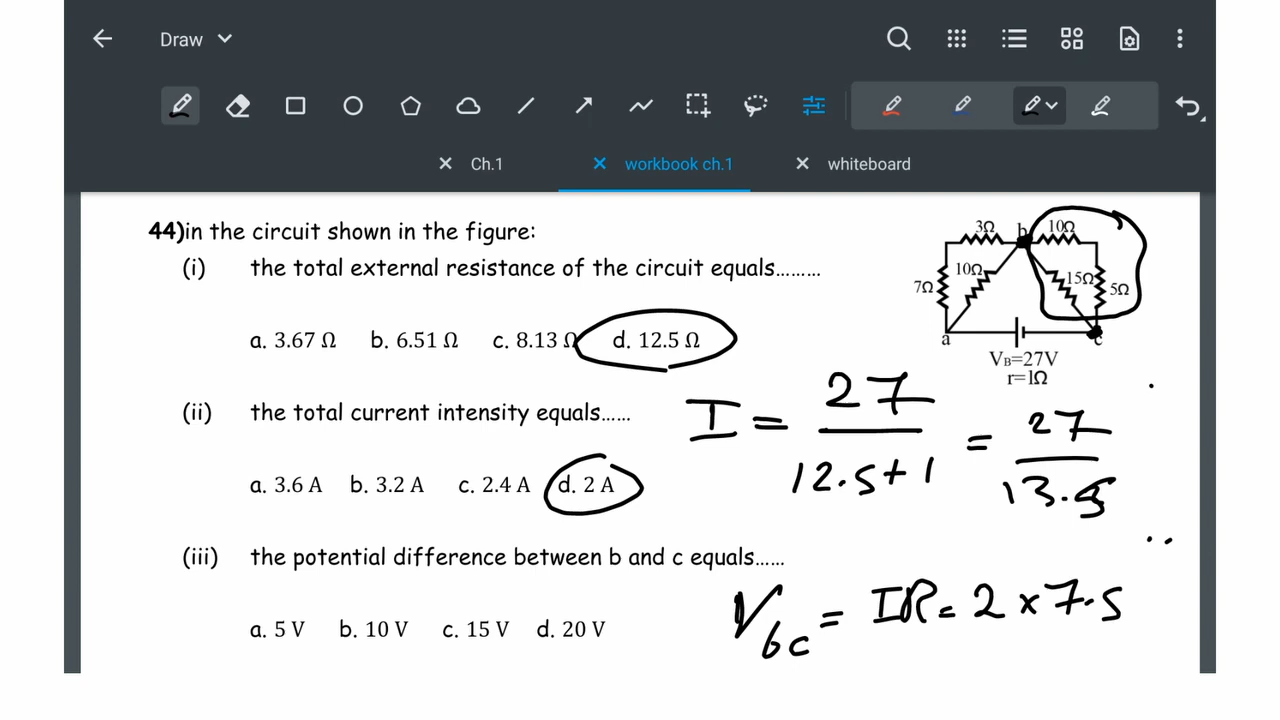 Draw
Ch.1
workbook ch.1
whiteboard
44)in the circuit shown in the figure:
(i) the total external resistance of the circuit equals.........
a. 3.67 Ω b. 6.51 Ω c. 8.13 Ω d. 12.5 Ω
3Ω b 10Ω
10Ω 15Ω
7Ω 5Ω
a c
VB=27V
r=1Ω
(ii) the total current intensity equals......
a. 3.6 A b. 3.2 A c. 2.4 A d. 2 A
I = 27 / 12.5+1 = 27 / 13.5
(iii) the potential difference between b and c equals......
a. 5 V b. 10 V c. 15 V d. 20 V
Vbc = IR = 2 x 7.5